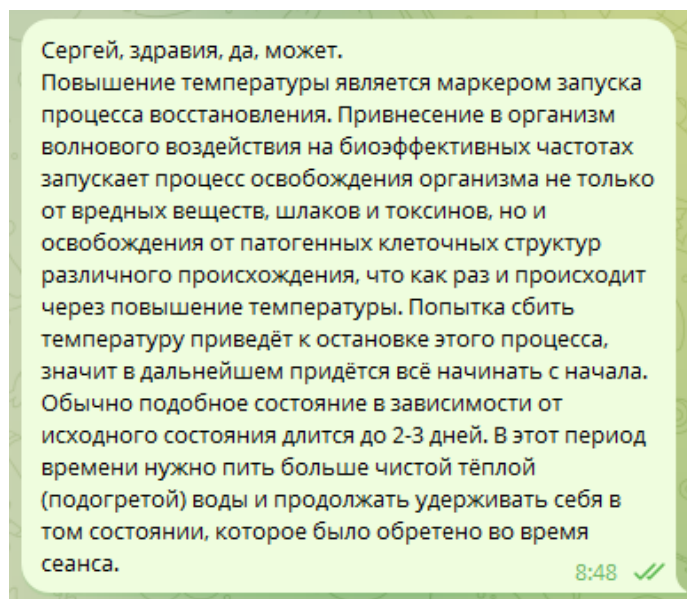 Сергей, здравия, да, может.
Повышение температуры является маркером запуска
процесса восстановления. Привнесение в организм
волнового воздействия на биоэффективных частотах
запускает процесс освобождения организма не только
от вредных веществ, шлаков и токсинов, но и
освобождения от патогенных клеточных структур
различного происхождения, что как раз и происходит
через повышение температуры. Попытка сбить
температуру приведёт к остановке этого процесса,
значит в дальнейшем придётся всё начинать с начала.
Обычно подобное состояние в зависимости от
исходного состояния длится до 2-3 дней. В этот период
времени нужно пить больше чистой тёплой
(подогретой) воды и продолжать удерживать себя в
том состоянии, которое было обретено во время
сеанса.
8:48